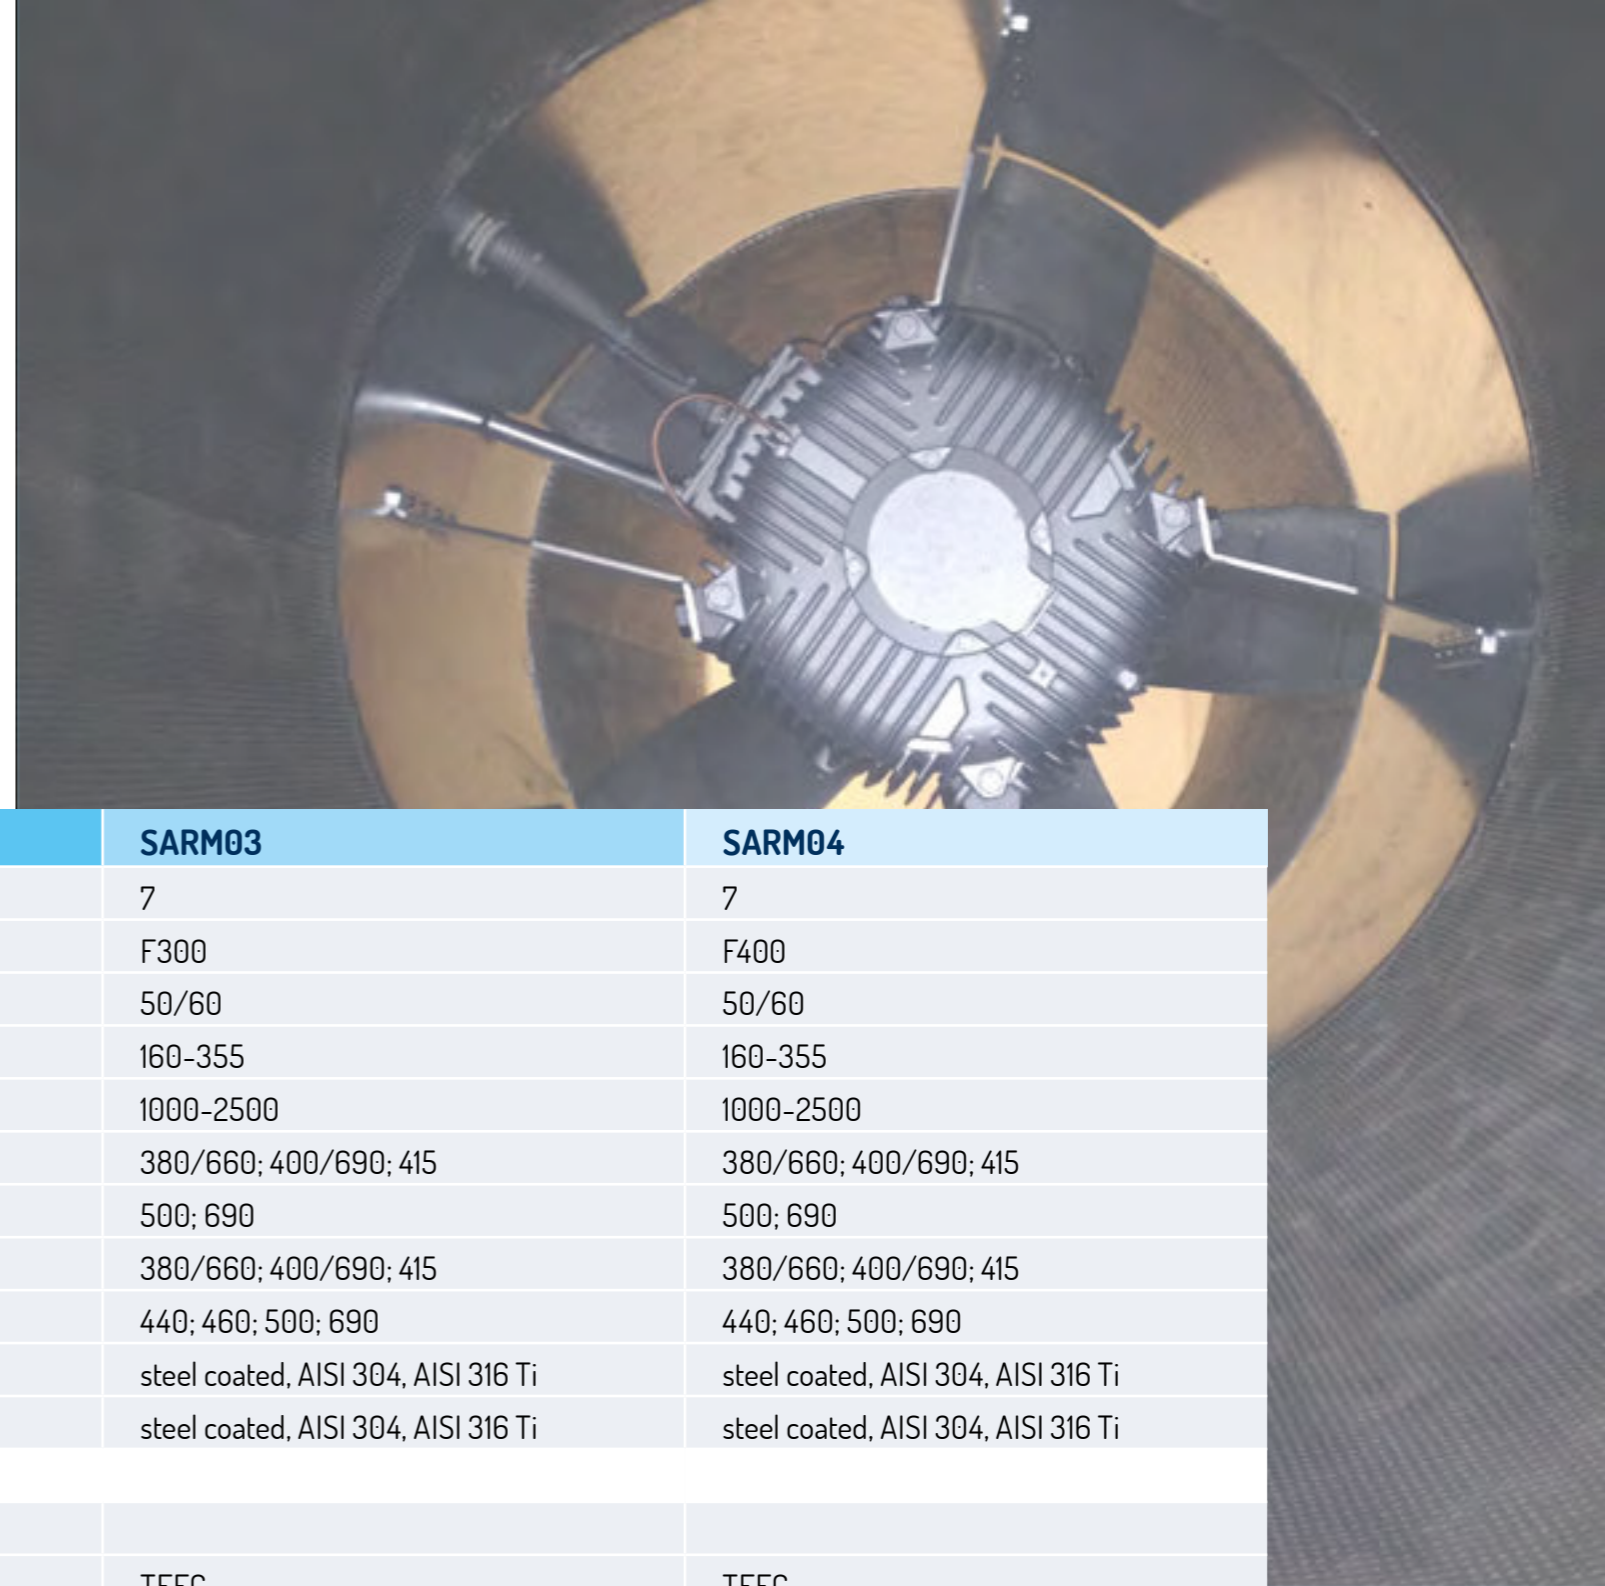 SARM03 SARM04
7 7
F300 F400
50/60 50/60
160-355 160-355
1000-2500 1000-2500
380/660; 400/690; 415 380/660; 400/690; 415
500; 690 500; 690
380/660; 400/690; 415 380/660; 400/690; 415
440; 460; 500; 690 440; 460; 500; 690
steel coated, AISI 304, AISI 316 Ti steel coated, AISI 304, AISI 316 Ti
steel coated, AISI 304, AISI 316 Ti steel coated, AISI 304, AISI 316 Ti